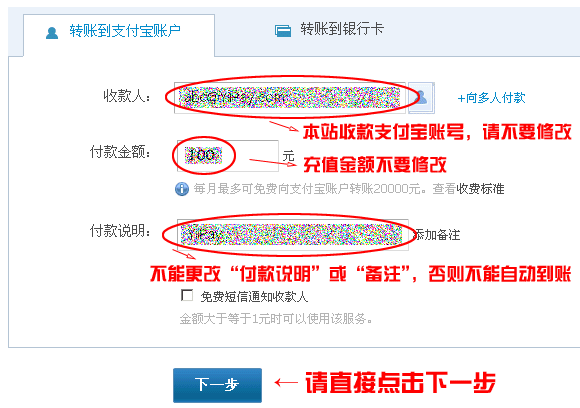 转账到支付宝账户 转账到银行卡
收款人： +向多人付款
本站收款支付宝账号，请不要修改
付款金额： 100 元
充值金额不要修改
每月最多可免费向支付宝账户转账20000元。查看收费标准
付款说明： 添加备注
不能更改“付款说明”或“备注”，否则不能自动到账
免费短信通知收款人
金额大于等于1元时可以使用该服务。
下一步 ← 请直接点击下一步